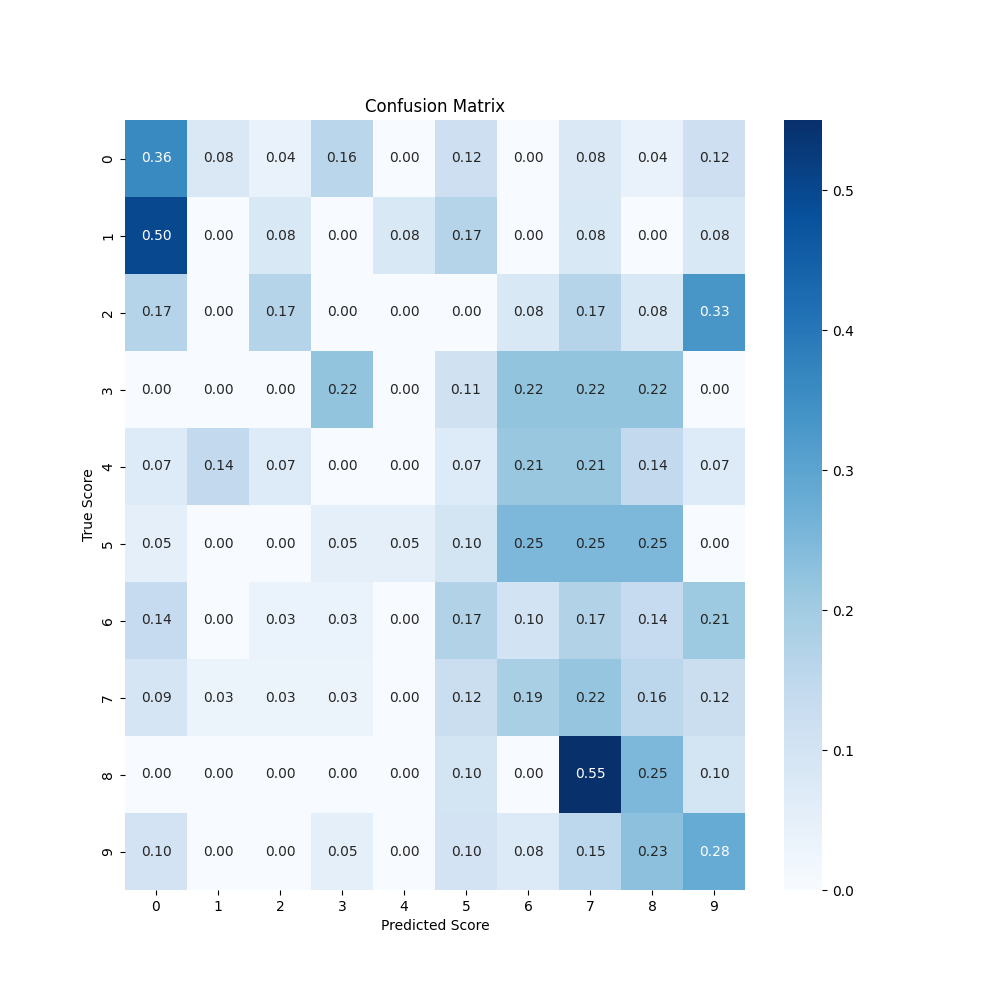 Confusion Matrix
0 0.36 0.08 0.04 0.16 0.00 0.12 0.00 0.08 0.04 0.12
1 0.50 0.00 0.08 0.00 0.08 0.17 0.00 0.08 0.00 0.08
2 0.17 0.00 0.17 0.00 0.00 0.00 0.08 0.17 0.08 0.33
3 0.00 0.00 0.00 0.22 0.00 0.11 0.22 0.22 0.22 0.00
4 0.07 0.14 0.07 0.00 0.00 0.07 0.21 0.21 0.14 0.07
5 0.05 0.00 0.00 0.05 0.05 0.10 0.25 0.25 0.25 0.00
6 0.14 0.00 0.03 0.03 0.00 0.17 0.10 0.17 0.14 0.21
7 0.09 0.03 0.03 0.03 0.00 0.12 0.19 0.22 0.16 0.12
8 0.00 0.00 0.00 0.00 0.00 0.10 0.00 0.55 0.25 0.10
9 0.10 0.00 0.00 0.05 0.00 0.10 0.08 0.15 0.23 0.28
0 1 2 3 4 5 6 7 8 9
Predicted Score
True Score
0.5
0.4
0.3
0.2
0.1
0.0